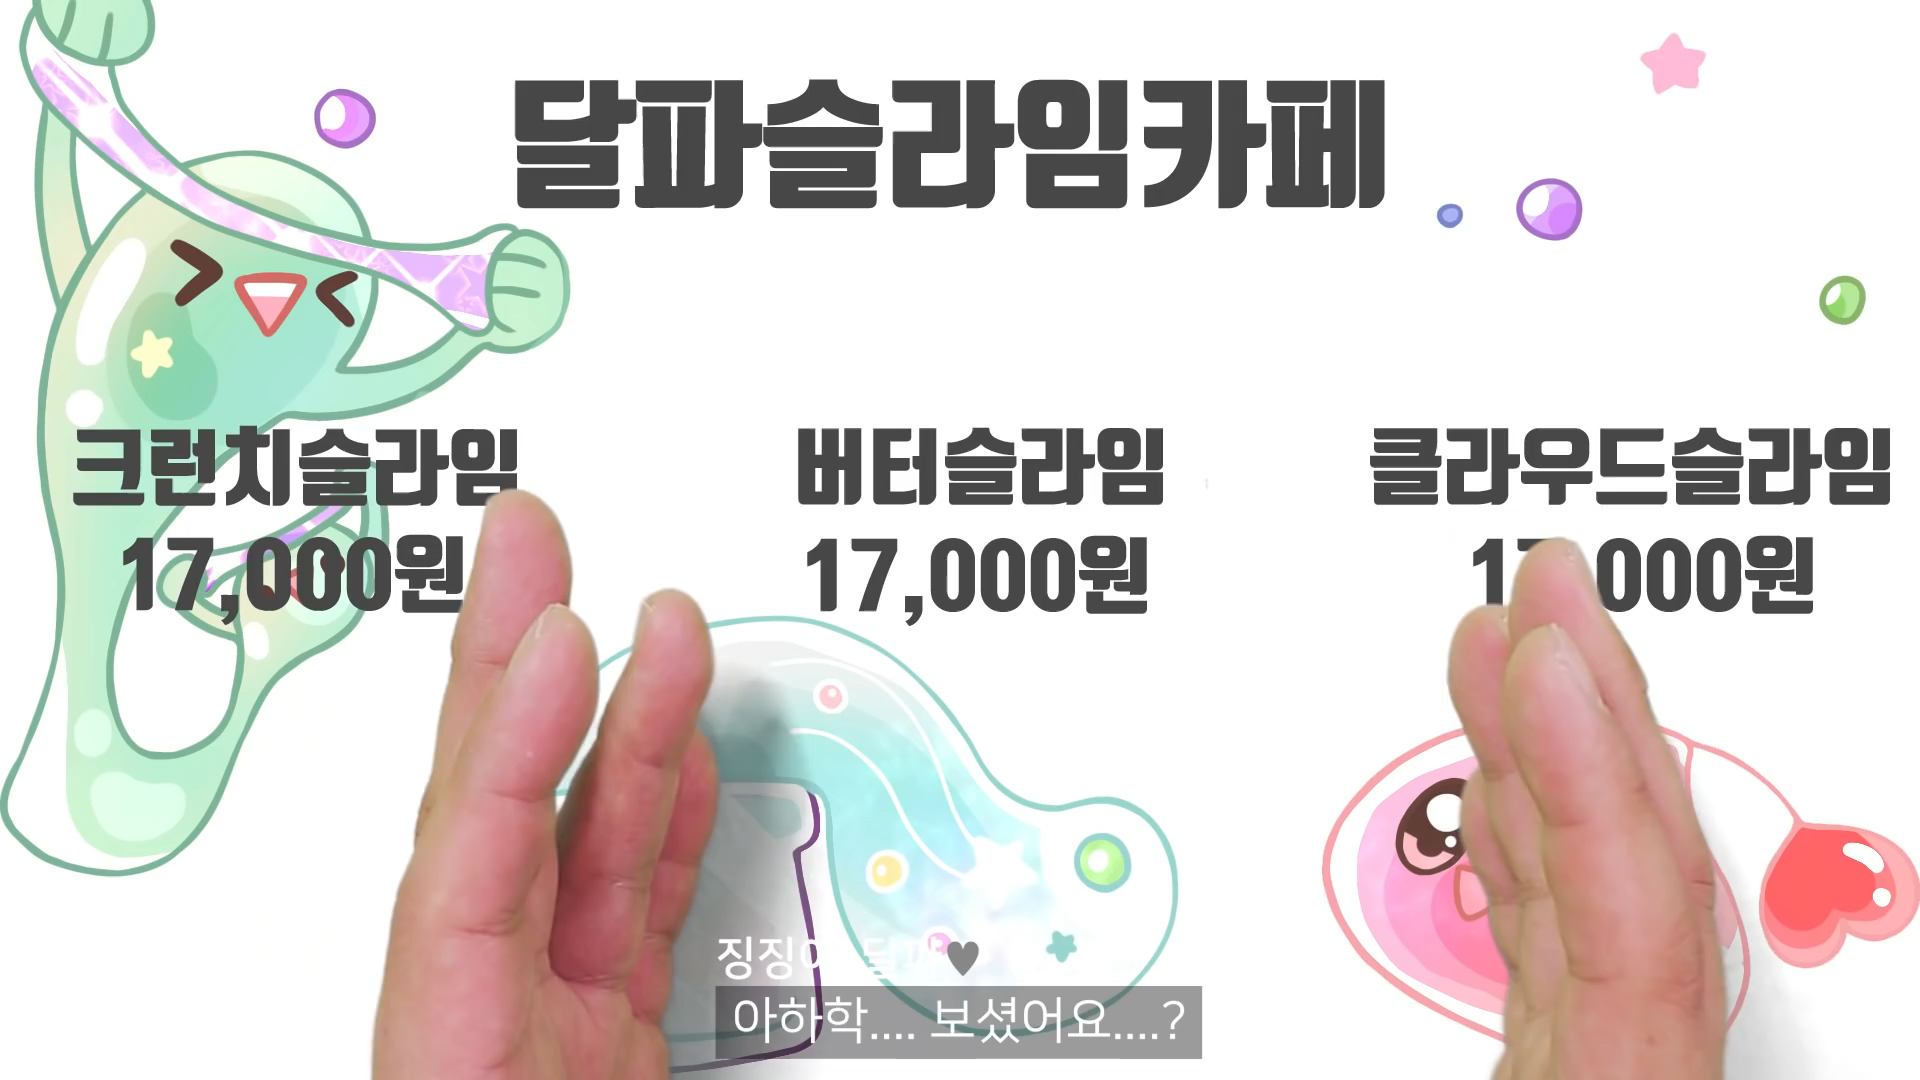 달파슬라임카페
크런치슬라임
17,000원
버터슬라임
17,000원
클라우드슬라임
17,000원
아하학.... 보셨어요....?